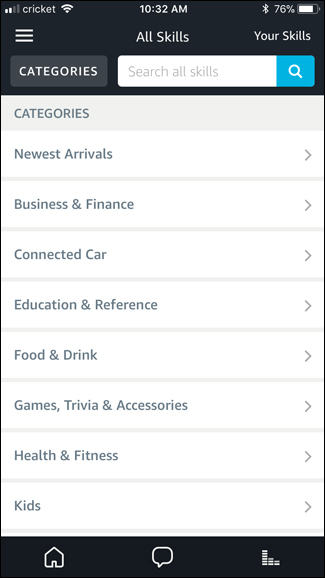 cricket 10:32 AM 76%
All Skills Your Skills
CATEGORIES Search all skills
CATEGORIES
Newest Arrivals
Business & Finance
Connected Car
Education & Reference
Food & Drink
Games, Trivia & Accessories
Health & Fitness
Kids